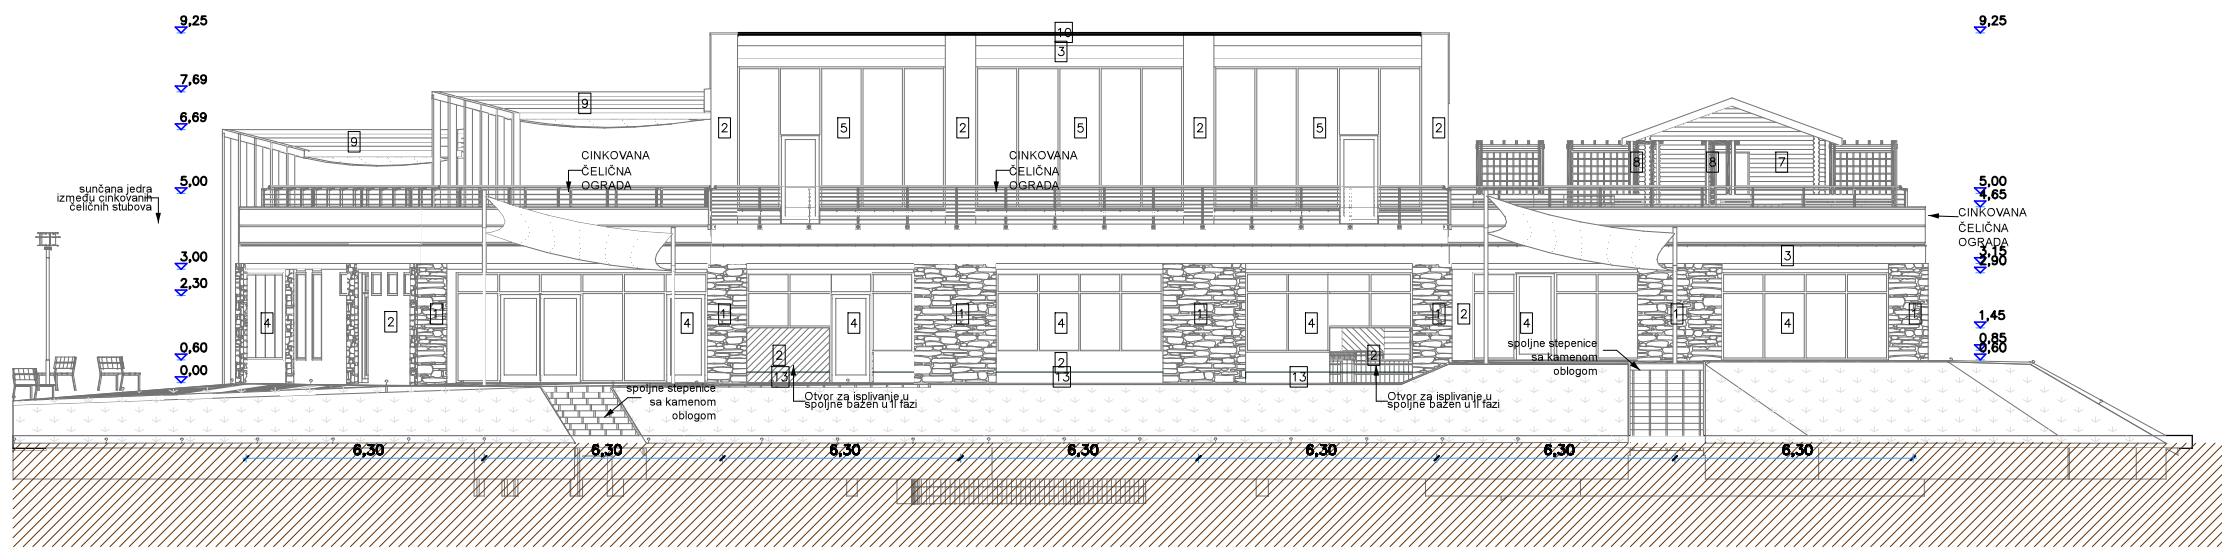 9,25
9,25
10
3
7,69
9
6,69
2
5
2
5
2
5
2
9
CINKOVANA
ČELIČNA
OGRADA
CINKOVANA
ČELIČNA
OGRADA
8
8
7
5,00
5,00
4,65
sunčana jedra
između cinkovanih
čeličnih stubova
CINKOVANA
ČELIČNA
OGRADA
3,00
3,15
2,90
3
2,30
1,45
4
2
1
4
1
4
1
4
1
4
1
2
4
1
4
1
0,60
0,85
0,60
spoljne stepenice
sa kamenom
oblogom
2
2
2
0,00
13
13
13
spoljne stepenice
sa kamenom
oblogom
Otvor za isplivanje u
spoljne bažen u II fazi
Otvor za isplivanje u
spoljne bažen u II fazi
6,30
6,30
6,30
6,30
6,30
6,30
6,30